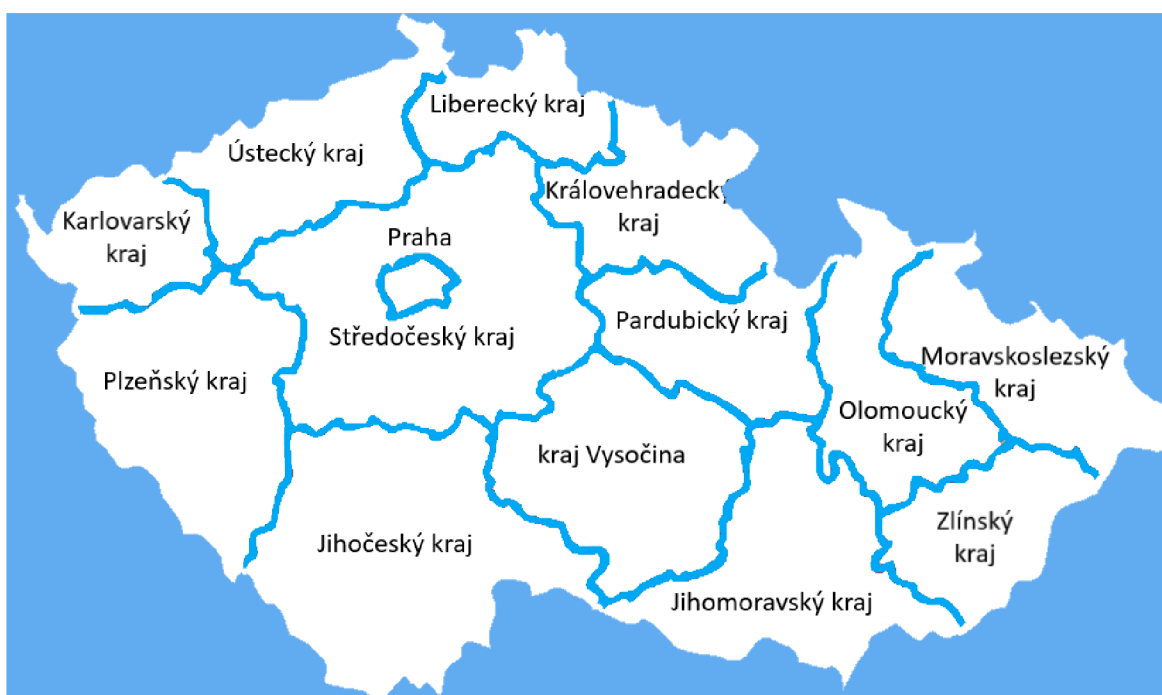 Liberecký kraj
Ústecký kraj
Královehradecký
kraj
Karlovarský
kraj
Praha
Středočeský kraj
Pardubický kraj
Plzeňský kraj
Moravskoslezský
kraj
Olomoucký
kraj
kraj Vysočina
Zlínský
kraj
Jihočeský kraj
Jihomoravský kraj